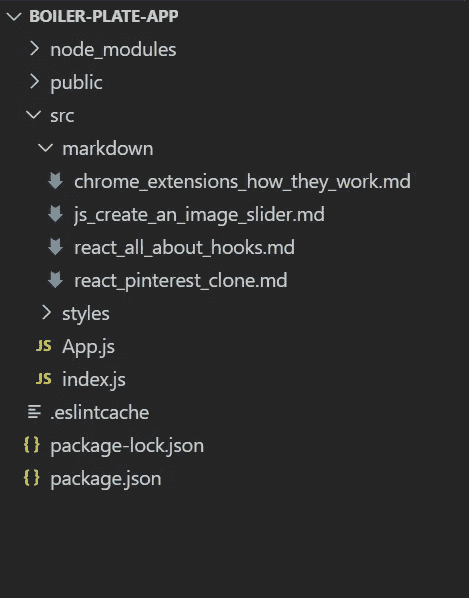 BOILER-PLATE-APP
node_modules
public
src
markdown
chrome_extensions_how_they_work.md
js_create_an_image_slider.md
react_all_about_hooks.md
react_pinterest_clone.md
styles
JS App.js
JS index.js
.eslintcache
{} package-lock.json
{} package.json